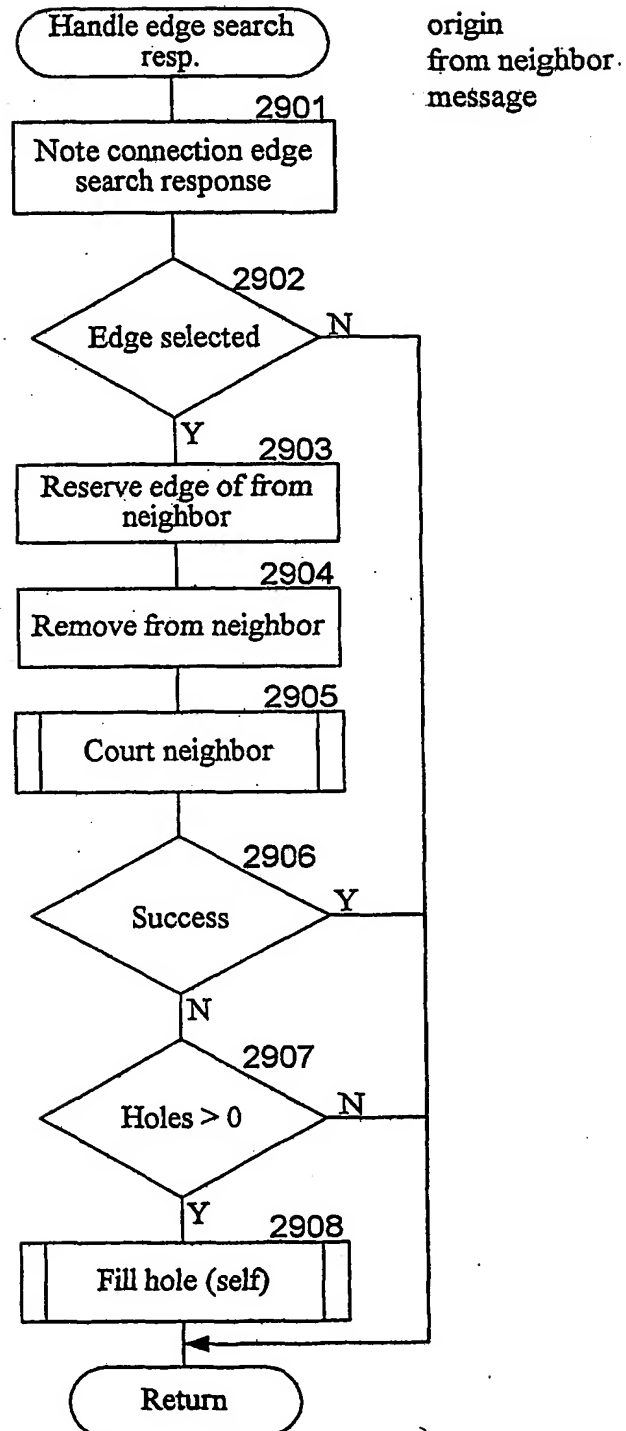 Handle edge search
resp.
origin
from neighbor
message
2901
Note connection edge
search response
2902
Edge selected
N
Y
2903
Reserve edge of from
neighbor
2904
Remove from neighbor
2905
Court neighbor
2906
Success
Y
N
2907
Holes > 0
N
Y
2908
Fill hole (self)
Return